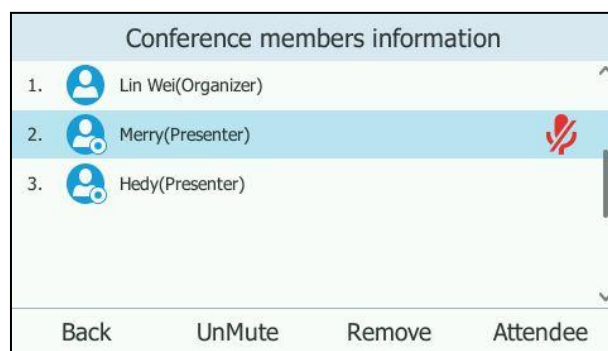 Conference members information
1. Lin Wei(Organizer)
2. Merry(Presenter)
3. Hedy(Presenter)
Back UnMute Remove Attendee